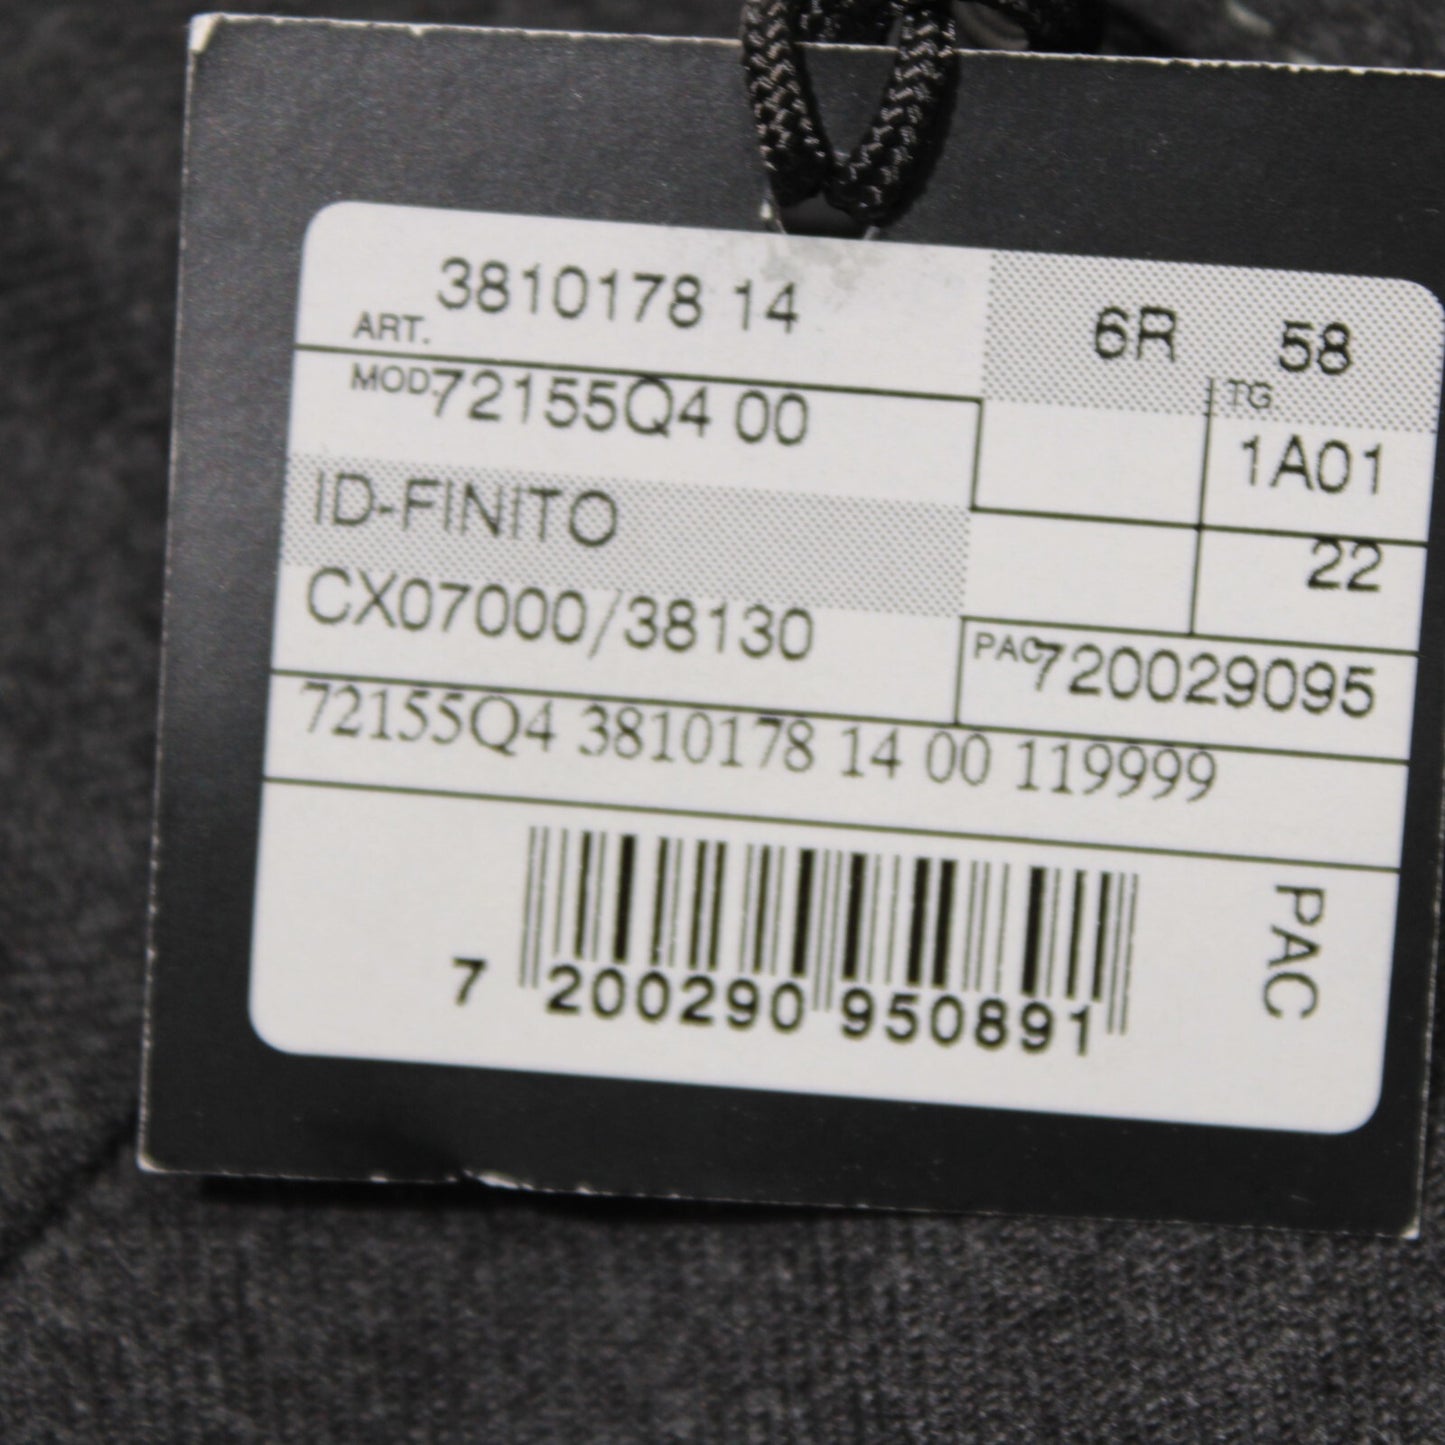 ART. 3810178 14 6R TG. 58
MOD. 72155Q4 00 1A01
ID-FINITO 22
CX07000/38130 PAC 720029095
72155Q4 3810178 14 00 119999
7 200290 950891
PAC